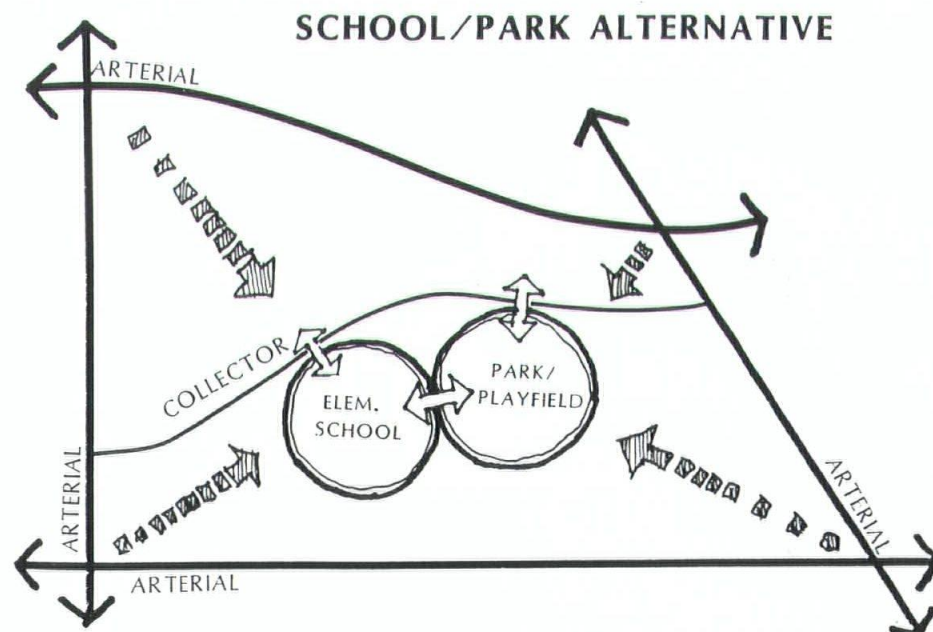 SCHOOL/PARK ALTERNATIVE
ARTERIAL
COLLECTOR
ELEM.
SCHOOL
PARK/
PLAYFIELD
ARTERIAL
ARTERIAL
ARTERIAL